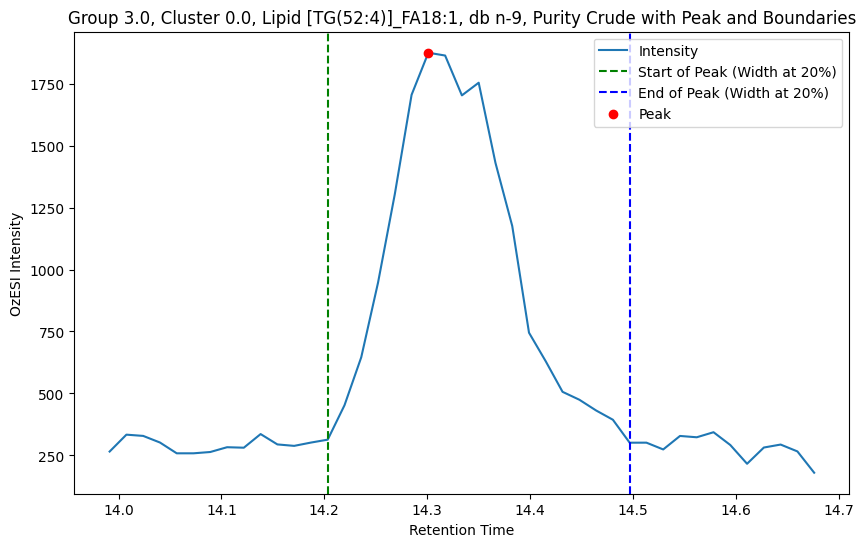 Group 3.0, Cluster 0.0, Lipid [TG(52:4)]_FA18:1, db n-9, Purity Crude with Peak and Boundaries
Intensity
Start of Peak (Width at 20%)
End of Peak (Width at 20%)
Peak
OzESI Intensity
1750
1500
1250
1000
750
500
250
14.0 14.1 14.2 14.3 14.4 14.5 14.6 14.7
Retention Time